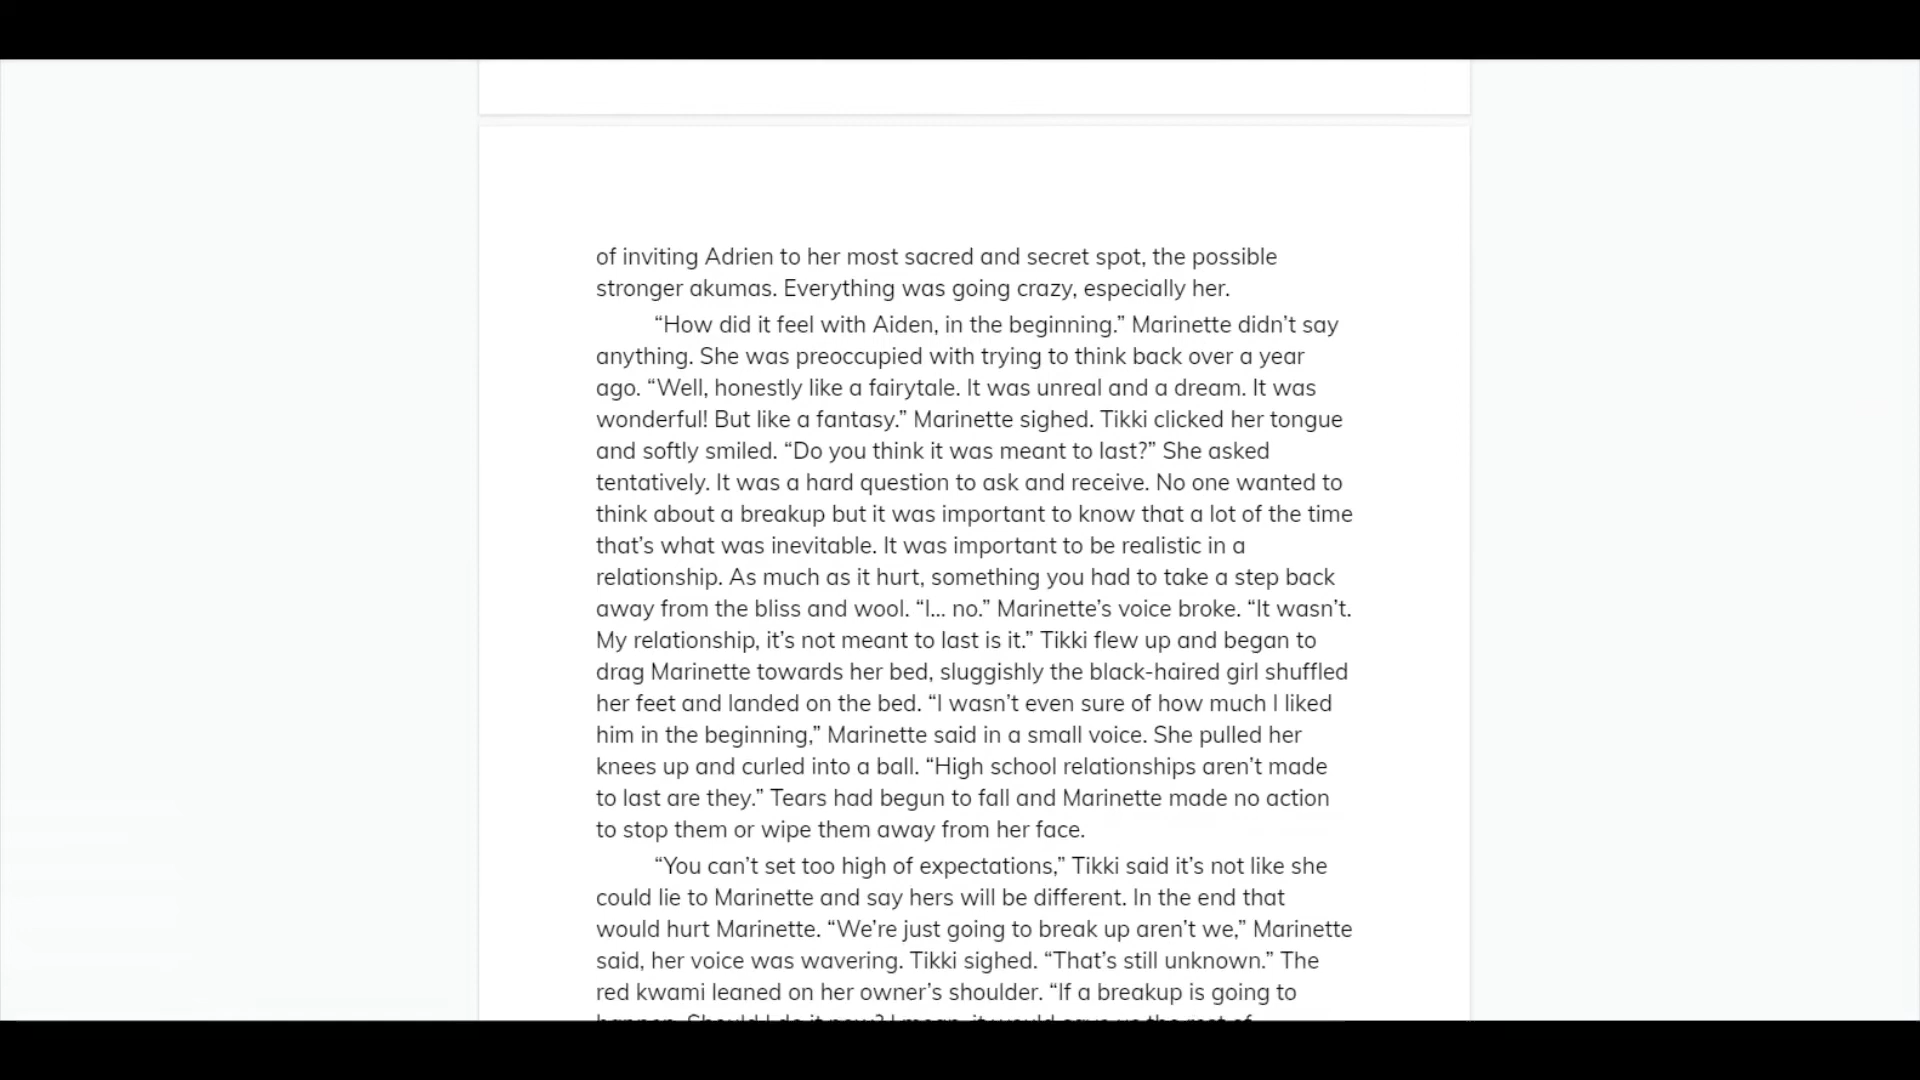 of inviting Adrien to her most sacred and secret spot, the possible
stronger akumas. Everything was going crazy, especially her.
“How did it feel with Aiden, in the beginning.” Marinette didn’t say
anything. She was preoccupied with trying to think back over a year
ago. “Well, honestly like a fairytale. It was unreal and a dream. It was
wonderful! But like a fantasy.” Marinette sighed. Tikki clicked her tongue
and softly smiled. “Do you think it was meant to last?” She asked
tentatively. It was a hard question to ask and receive. No one wanted to
think about a breakup but it was important to know that a lot of the time
that’s what was inevitable. It was important to be realistic in a
relationship. As much as it hurt, something you had to take a step back
away from the bliss and wool. “I... no.” Marinette’s voice broke. “It wasn’t.
My relationship, it’s not meant to last is it.” Tikki flew up and began to
drag Marinette towards her bed, sluggishly the black-haired girl shuffled
her feet and landed on the bed. “I wasn’t even sure of how much I liked
him in the beginning,” Marinette said in a small voice. She pulled her
knees up and curled into a ball. “High school relationships aren’t made
to last are they.” Tears had begun to fall and Marinette made no action
to stop them or wipe them away from her face.
“You can’t set too high of expectations,” Tikki said it’s not like she
could lie to Marinette and say hers will be different. In the end that
would hurt Marinette. “We’re just going to break up aren’t we,” Marinette
said, her voice was wavering. Tikki sighed. “That’s still unknown.” The
red kwami leaned on her owner’s shoulder. “If a breakup is going to
happen. Should I do it now? I mean, it would save us the rest of